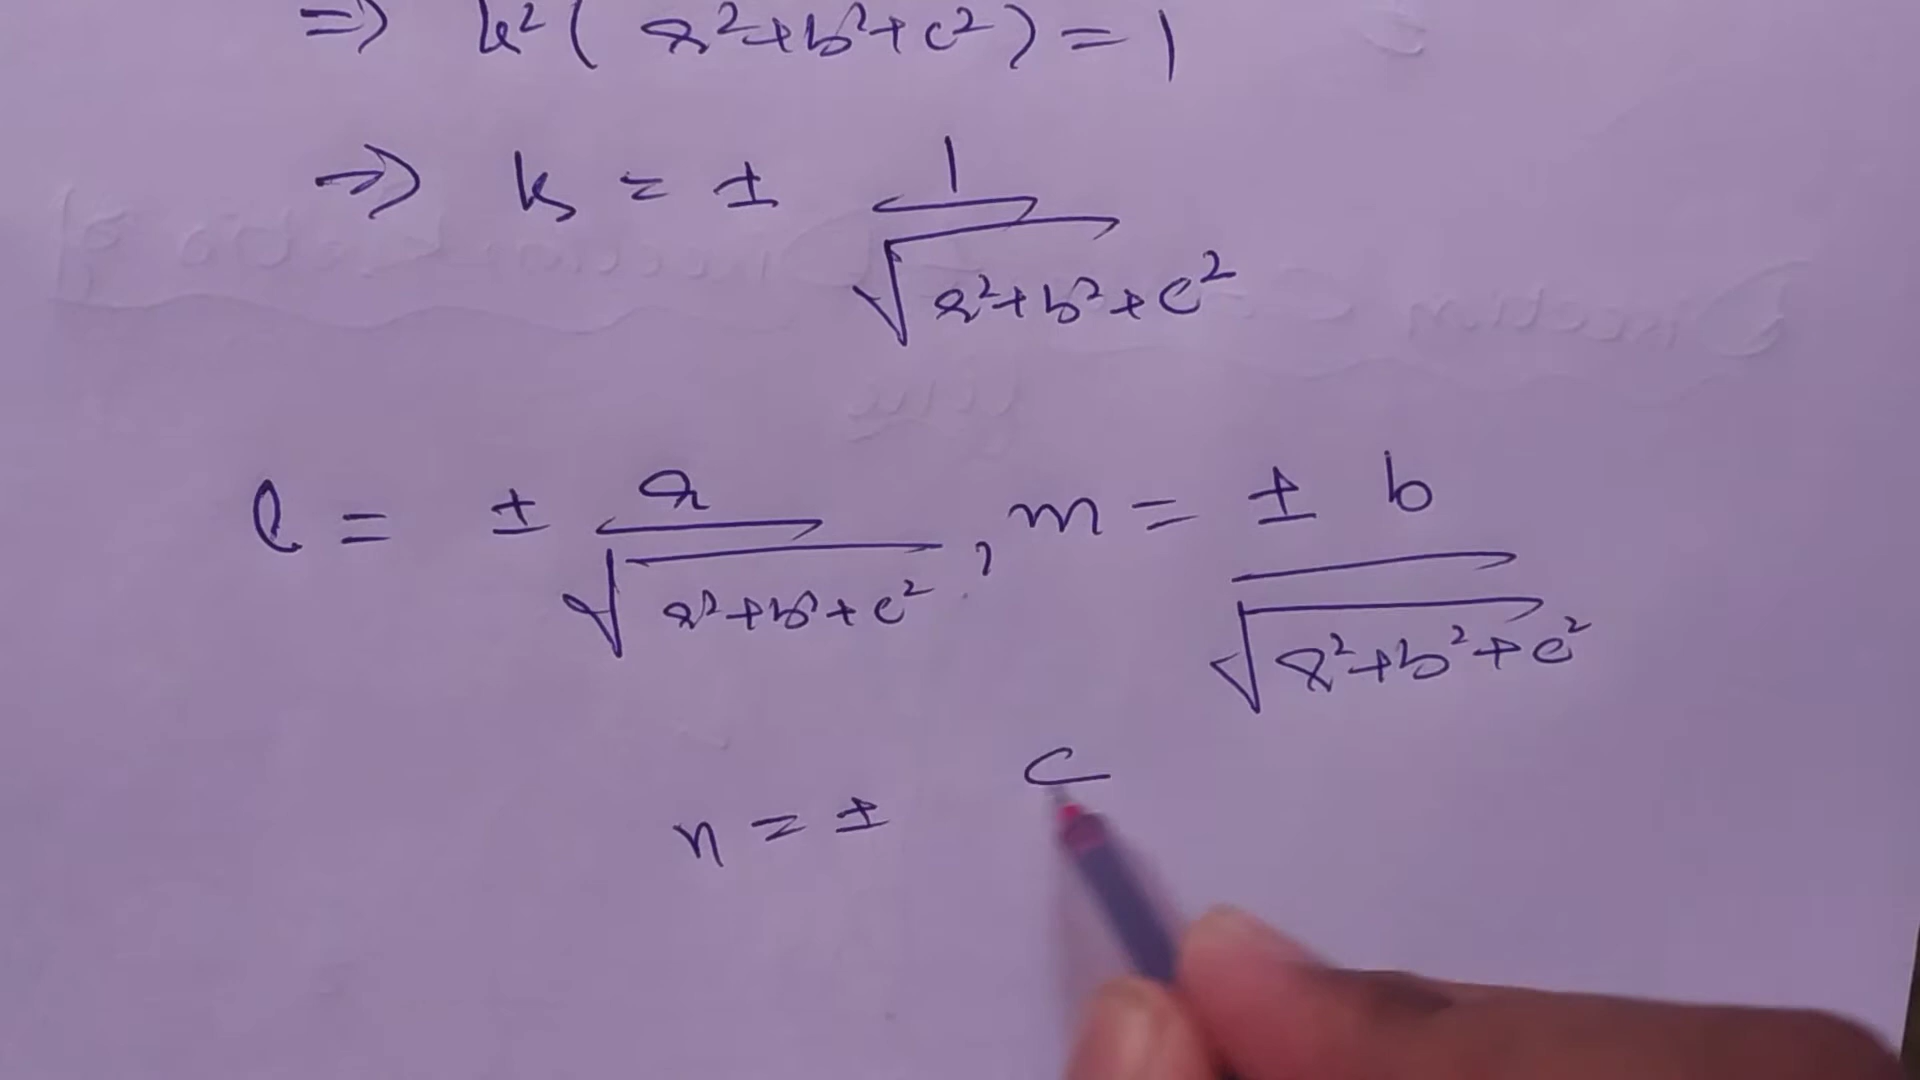 ⇒ k²( a²+b²+c² ) = 1
⇒ k = ± 1/√(a²+b²+c²)
l = ± a/√(a²+b²+c²) , m = ± b/√(a²+b²+c²)
n = ± c